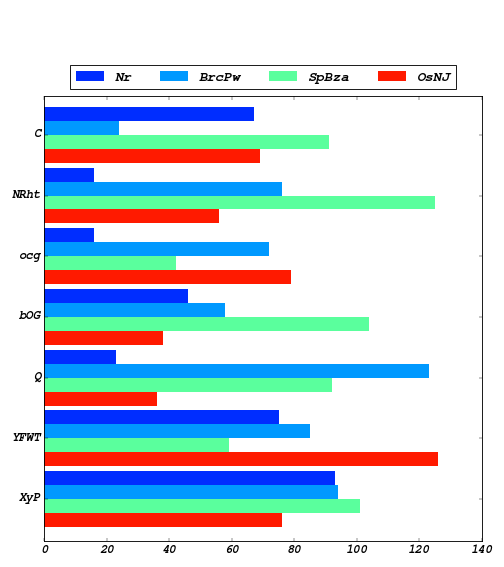 Nr BrcPw SpBza OsNJ
C
NRht
ocg
bOG
Q
YFWT
XyP
0 20 40 60 80 100 120 140